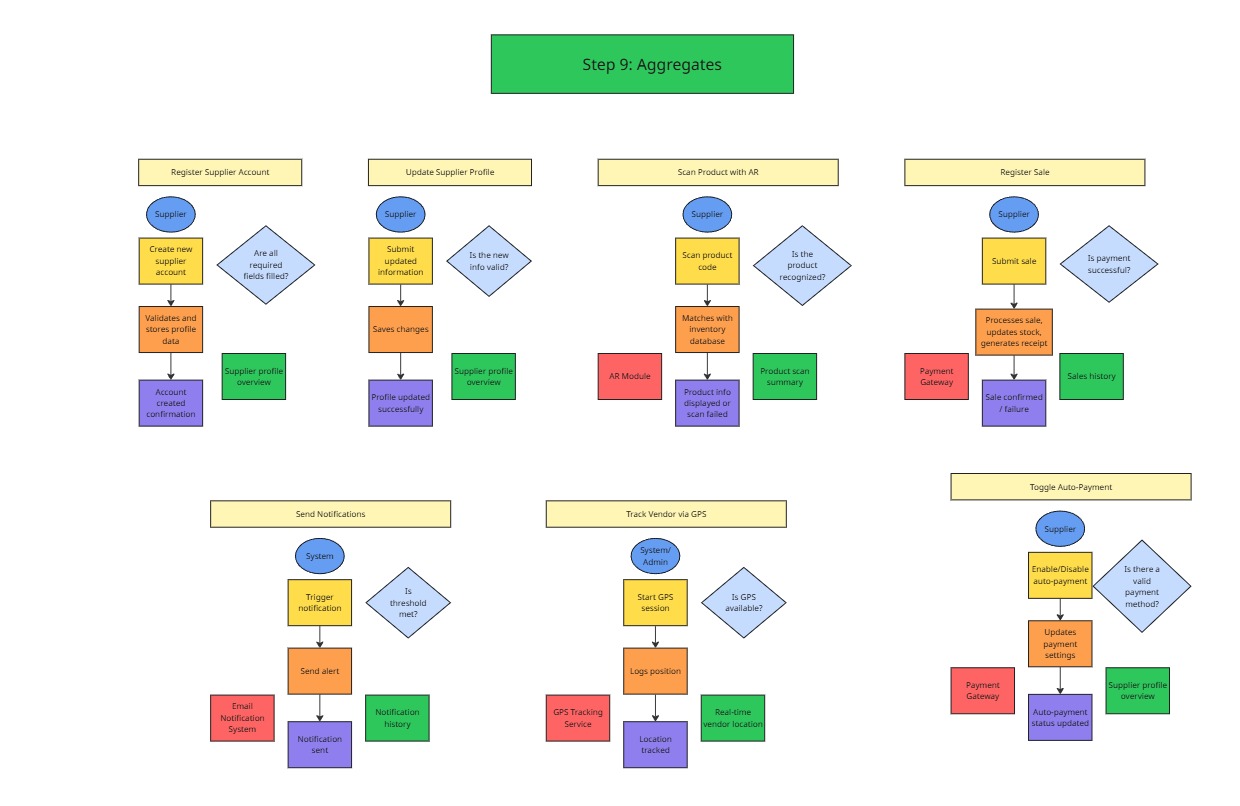 Step 9: Aggregates
Register Supplier Account
Supplier
Create new
supplier
account
Are all
required
fields filled?
Validates and
stores profile
data
Supplier profile
overview
Account
created
confirmation
Update Supplier Profile
Supplier
Submit
updated
information
Is the new
info valid?
Saves changes
Supplier profile
overview
Profile updated
successfully
Scan Product with AR
Supplier
Scan product
code
Is the
product
recognized?
Matches with
inventory
database
AR Module
Product scan
summary
Product info
displayed or
scan failed
Register Sale
Supplier
Submit sale
Is payment
successful?
Processes sale,
updates stock,
generates receipt
Payment
Gateway
Sales history
Sale confirmed
/ failure
Send Notifications
System
Trigger
notification
Is
threshold
met?
Send alert
Email
Notification
System
Notification
history
Notification
sent
Track Vendor via GPS
System/
Admin
Start GPS
session
Is GPS
available?
Logs position
GPS Tracking
Service
Real-time
vendor location
Location
tracked
Toggle Auto-Payment
Supplier
Enable/Disable
auto-payment
Is there a
valid
payment
method?
Updates
payment
settings
Payment
Gateway
Supplier profile
overview
Auto-payment
status updated